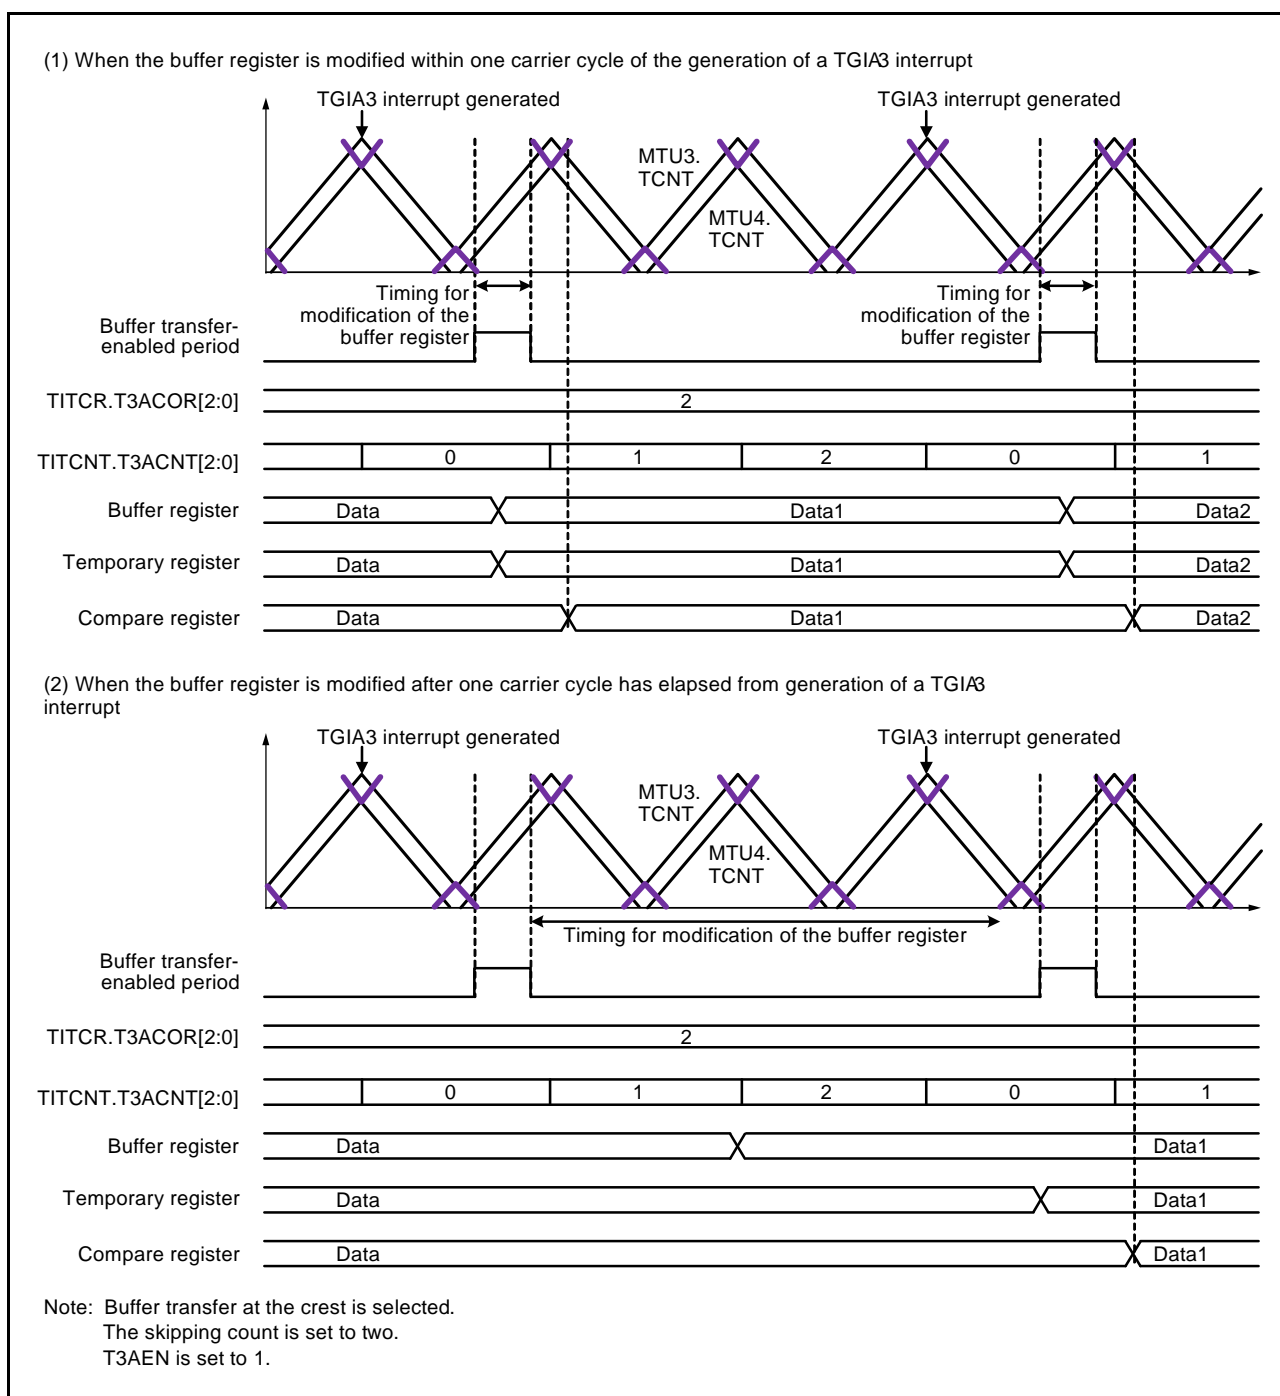 (1) When the buffer register is modified within one carrier cycle of the generation of a TGIA3 interrupt
TGIA3 interrupt generated
TGIA3 interrupt generated
MTU3.
TCNT
MTU4.
TCNT
Timing for
modification of the
buffer register
Timing for
modification of the
buffer register
Buffer transfer-
enabled period
TITCR.T3ACOR[2:0]
2
TITCNT.T3ACNT[2:0]
0 1 2 0 1
Buffer register
Data Data1 Data2
Temporary register
Data Data1 Data2
Compare register
Data Data1 Data2
(2) When the buffer register is modified after one carrier cycle has elapsed from generation of a TGIA3
interrupt
TGIA3 interrupt generated
TGIA3 interrupt generated
MTU3.
TCNT
MTU4.
TCNT
Timing for modification of the buffer register
Buffer transfer-
enabled period
TITCR.T3ACOR[2:0]
2
TITCNT.T3ACNT[2:0]
0 1 2 0 1
Buffer register
Data Data1
Temporary register
Data Data1
Compare register
Data Data1
Note: Buffer transfer at the crest is selected.
The skipping count is set to two.
T3AEN is set to 1.